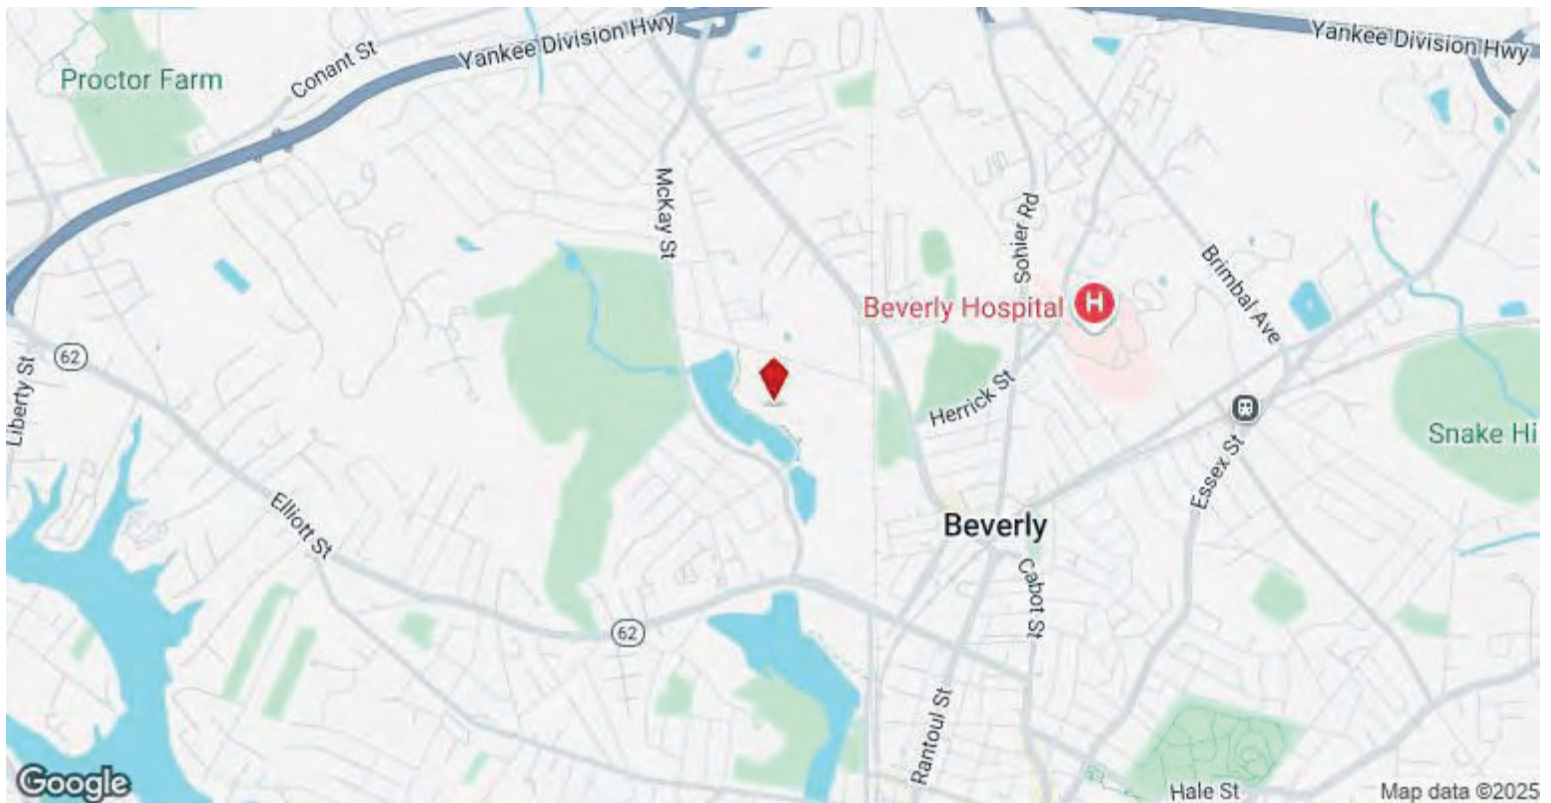 Yankee Division Hwy
Yankee Division Hwy
Conant St
Proctor Farm
McKay St
Sohier Rd
Brimbal Ave
Beverly Hospital
H
62
Liberty St
Herrick St
Snake Hi
Essex St
Elliott St
Beverly
Cabot St
62
Rantoul St
Google
Hale St
Map data ©2025